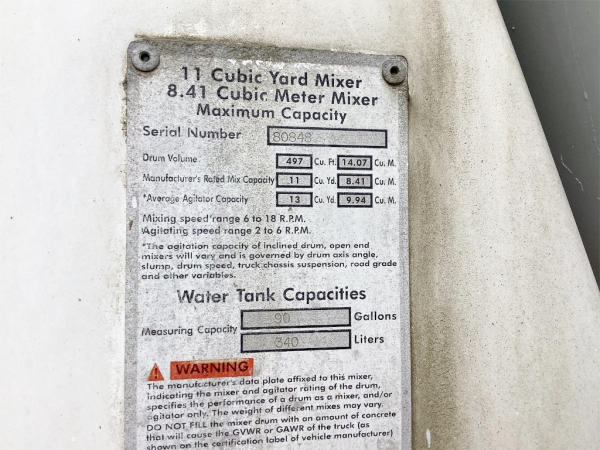 11 Cubic Yard Mixer
8.41 Cubic Meter Mixer
Maximum Capacity
Serial Number 80848
Drum Volume 497 Cu. Ft. 14.07 Cu. M.
Manufacturer's Rated Mix Capacity 11 Cu. Yd. 8.41 Cu. M.
*Average Agitator Capacity 13 Cu. Yd. 9.94 Cu. M.
Mixing speed range 6 to 18 R.P.M.
Agitating speed range 2 to 6 R.P.M.
*The agitation capacity of inclined drum, open end
mixers will vary and is governed by drum axis angle,
slump, drum speed, truck chassis suspension, road grade
and other variables.
Water Tank Capacities
Measuring Capacity 90 Gallons
340 Liters
WARNING
The manufacturer's data plate affixed to this mixer,
indicating the mixer and agitator rating of the drum,
specifies the performance of a drum as a mixer, and/or
agitator only. The weight of different mixes may vary.
DO NOT FILL the mixer drum with an amount of concrete
that will cause the GVWR or GAWR of the truck (as
shown on the certification label of vehicle manufacturer)